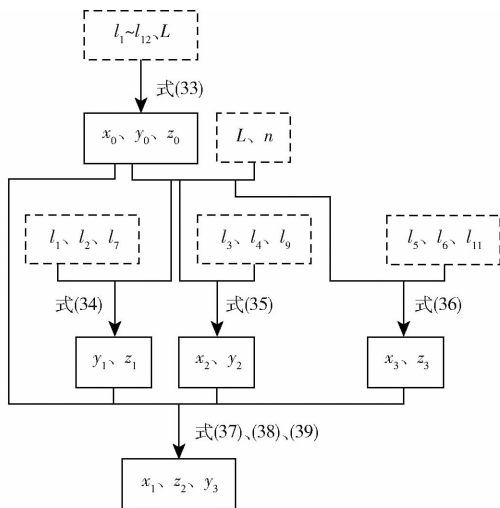 l₁~l₁₂、L
式(33)
x₀、y₀、z₀
L、n
l₁、l₂、l₇
l₃、l₄、l₉
l₅、l₆、l₁₁
式(34)
式(35)
式(36)
y₁、z₁
x₂、y₂
x₃、z₃
式(37)、(38)、(39)
x₁、z₂、y₃